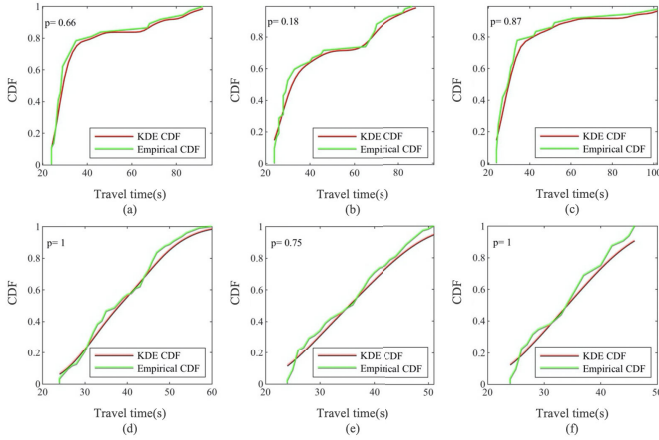 p= 0.66
CDF
1
0.8
0.6
0.4
0.2
0
KDE CDF
Empirical CDF
20 40 60 80
Travel time(s)
(a)
p= 0.18
CDF
1
0.8
0.6
0.4
0.2
0
KDE CDF
Empirical CDF
20 40 60 80
Travel time(s)
(b)
p= 0.87
CDF
1
0.8
0.6
0.4
0.2
0
KDE CDF
Empirical CDF
20 40 60 80 100
Travel time(s)
(c)
p= 1
CDF
1
0.8
0.6
0.4
0.2
0
KDE CDF
Empirical CDF
20 30 40 50 60
Travel time(s)
(d)
p= 0.75
CDF
1
0.8
0.6
0.4
0.2
0
KDE CDF
Empirical CDF
20 30 40 50
Travel time(s)
(e)
p= 1
CDF
1
0.8
0.6
0.4
0.2
0
KDE CDF
Empirical CDF
20 30 40 50
Travel time(s)
(f)